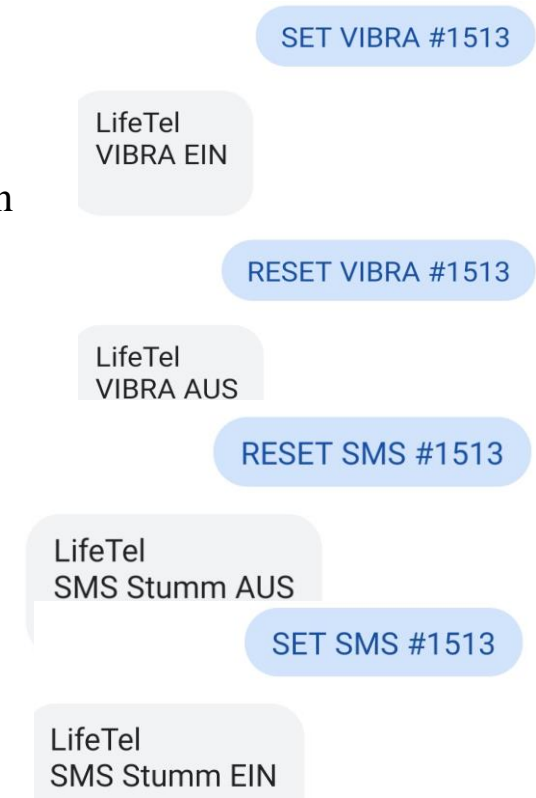 SET VIBRA #1513
LifeTel
VIBRA EIN
RESET VIBRA #1513
LifeTel
VIBRA AUS
RESET SMS #1513
LifeTel
SMS Stumm AUS
SET SMS #1513
LifeTel
SMS Stumm EIN